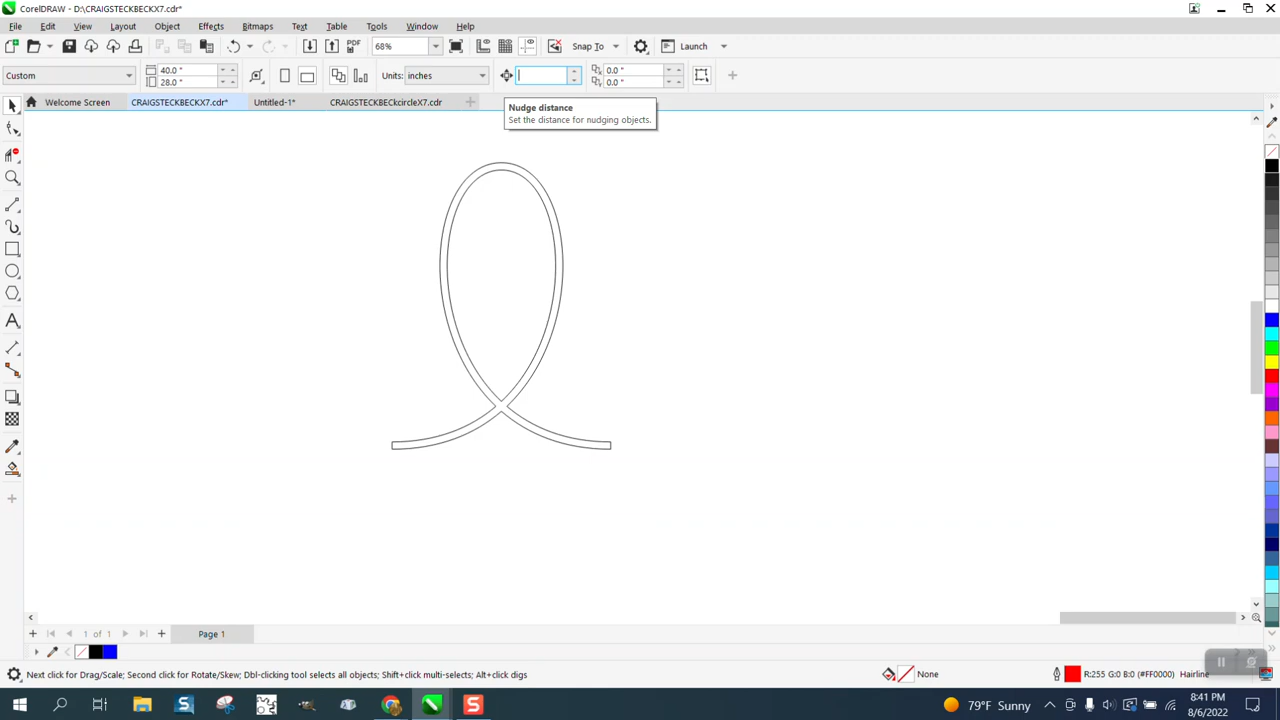 CorelDRAW - D:\CRAIGSTECKBECKX7.cdr*
File Edit View Layout Object Effects Bitmaps Text Table Tools Window Help
PDF 68% Snap To Launch
Custom 40.0 " 28.0 " Units: inches 0.0 " 0.0 "
Welcome Screen CRAIGSTECKBECKX7.cdr* Untitled-1* CRAIGSTECKBECkcircleX7.cdr
Nudge distance
Set the distance for nudging objects.
1 of 1 Page 1
Next click for Drag/Scale; Second click for Rotate/Skew; Dbl-clicking tool selects all objects; Shift+click multi-selects; Alt+click digs None R:255 G:0 B:0 (#FF0000) Hairline
79°F Sunny 8:41 PM
8/6/2022